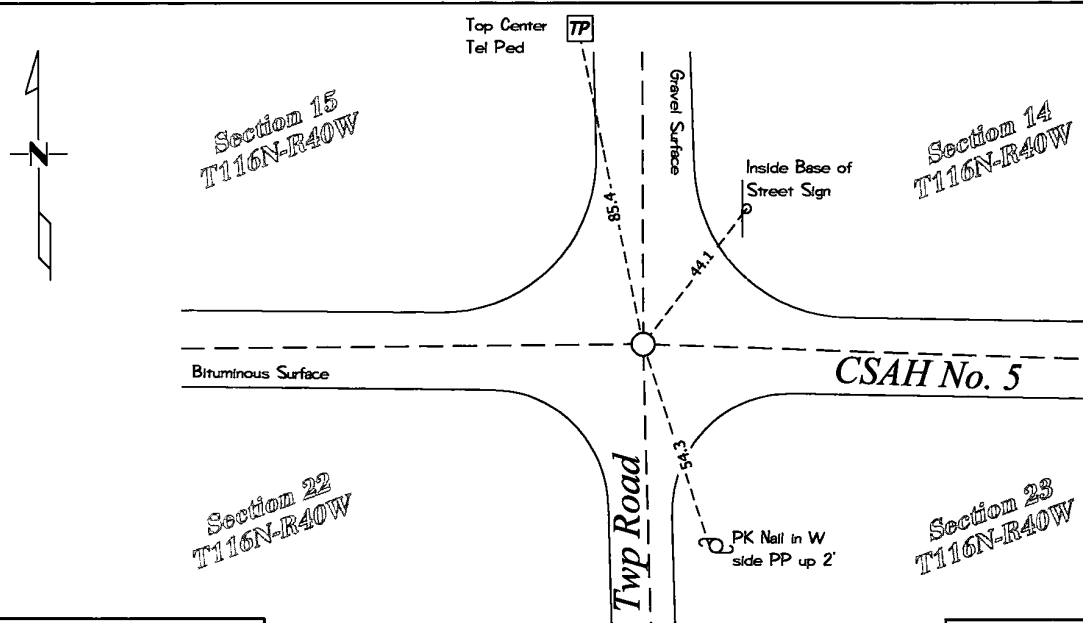 Top Center
Tel Ped
TP
Section 15
T116N-R40W
Gravel Surface
Section 14
T116N-R40W
N
Inside Base of
Street Sign
85.4
44.1
Bituminous Surface
CSAH No. 5
54.3
Twp Road
Section 22
T116N-R40W
PK Nail in W
side PP up 2'
Section 23
T116N-R40W